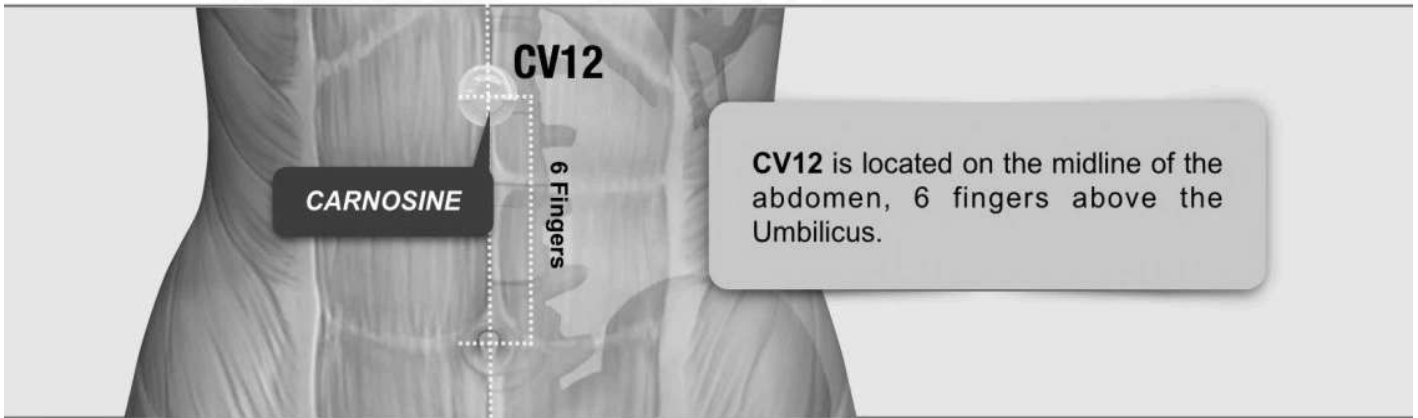 CV12
CARNOSINE
6 Fingers
CV12 is located on the midline of the
abdomen, 6 fingers above the
Umbilicus.